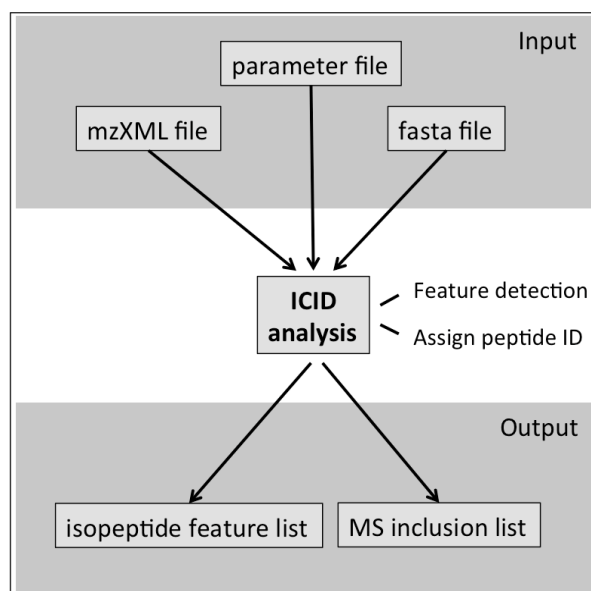 Input
parameter file
mzXML file
fasta file
ICID
analysis
Feature detection
Assign peptide ID
Output
isopeptide feature list
MS inclusion list